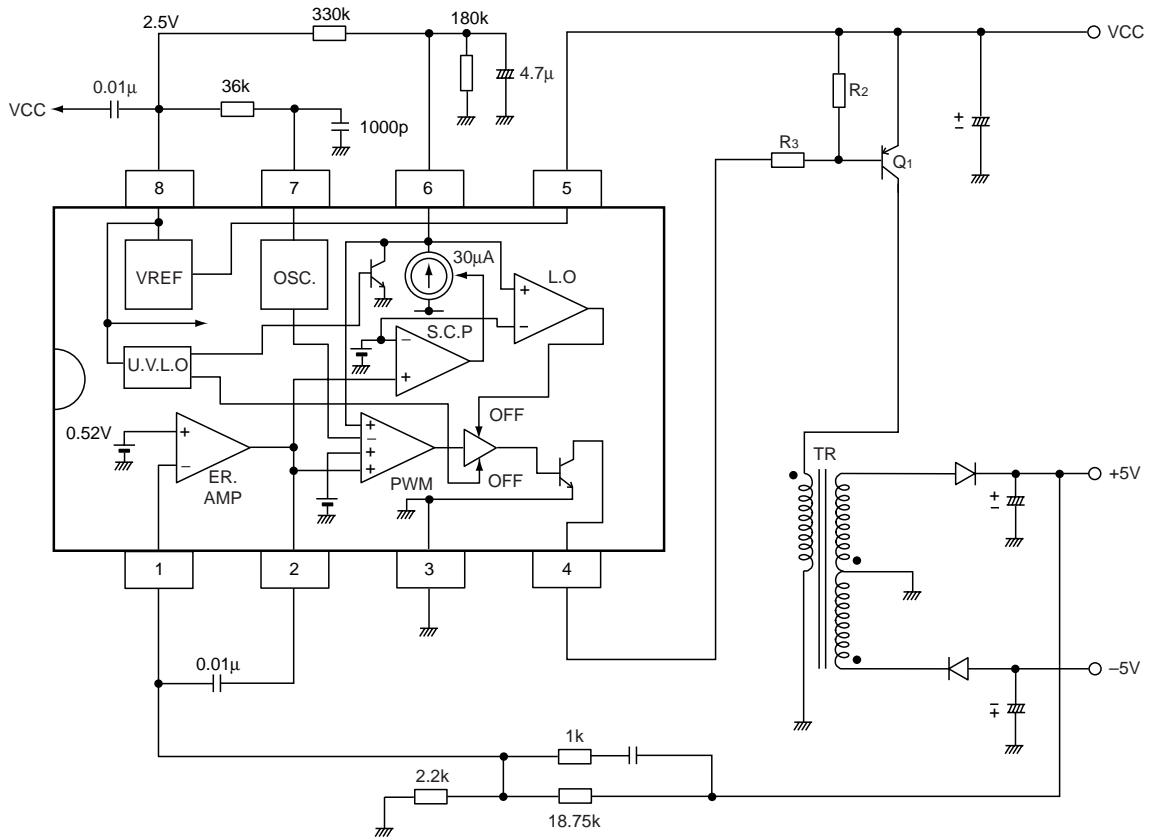 2.5V
330k
180k
4.7μ
VCC
0.01μ
36k
1000p
VCC
R2
R3
Q1
8
7
6
5
VREF
OSC.
30μA
L.O
+
−
S.C.P
−
+
U.V.L.O
OFF
0.52V
+
−
ER.
AMP
+
−
+
+
PWM
OFF
TR
+
−
+5V
+
−
1
2
3
4
0.01μ
−5V
−
+
1k
2.2k
18.75k